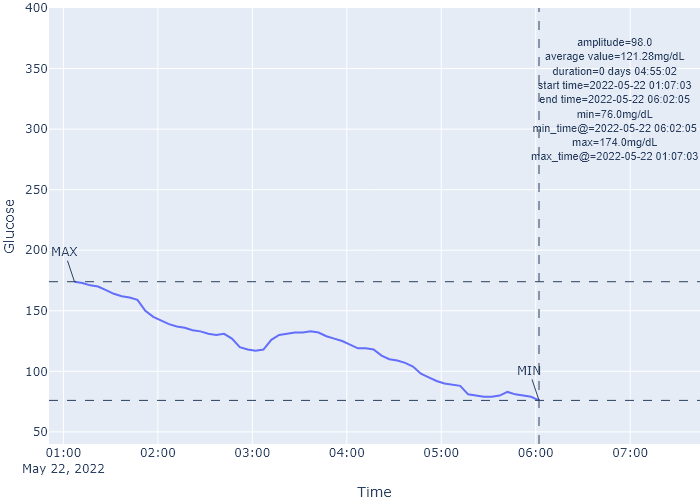 400
350
300
250
200
150
100
50
Glucose
amplitude=98.0
average value=121.28mg/dL
duration=0 days 04:55:02
start time=2022-05-22 01:07:03
end time=2022-05-22 06:02:05
min=76.0mg/dL
min_time@=2022-05-22 06:02:05
max=174.0mg/dL
max_time@=2022-05-22 01:07:03
MAX
MIN
01:00 02:00 03:00 04:00 05:00 06:00 07:00
May 22, 2022
Time